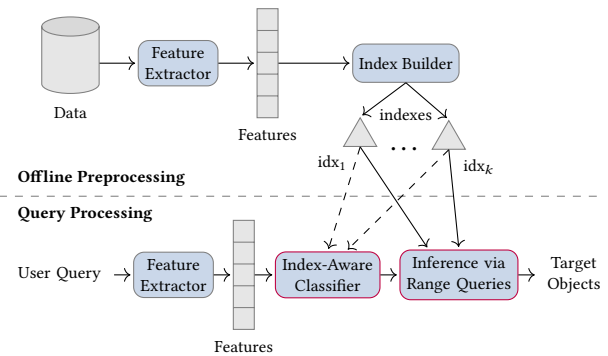 Feature
Extractor
Index Builder
Data
Features
indexes
...
idx1
idxk
Offline Preprocessing
Query Processing
User Query
Feature
Extractor
Index-Aware
Classifier
Inference via
Range Queries
Target
Objects
Features